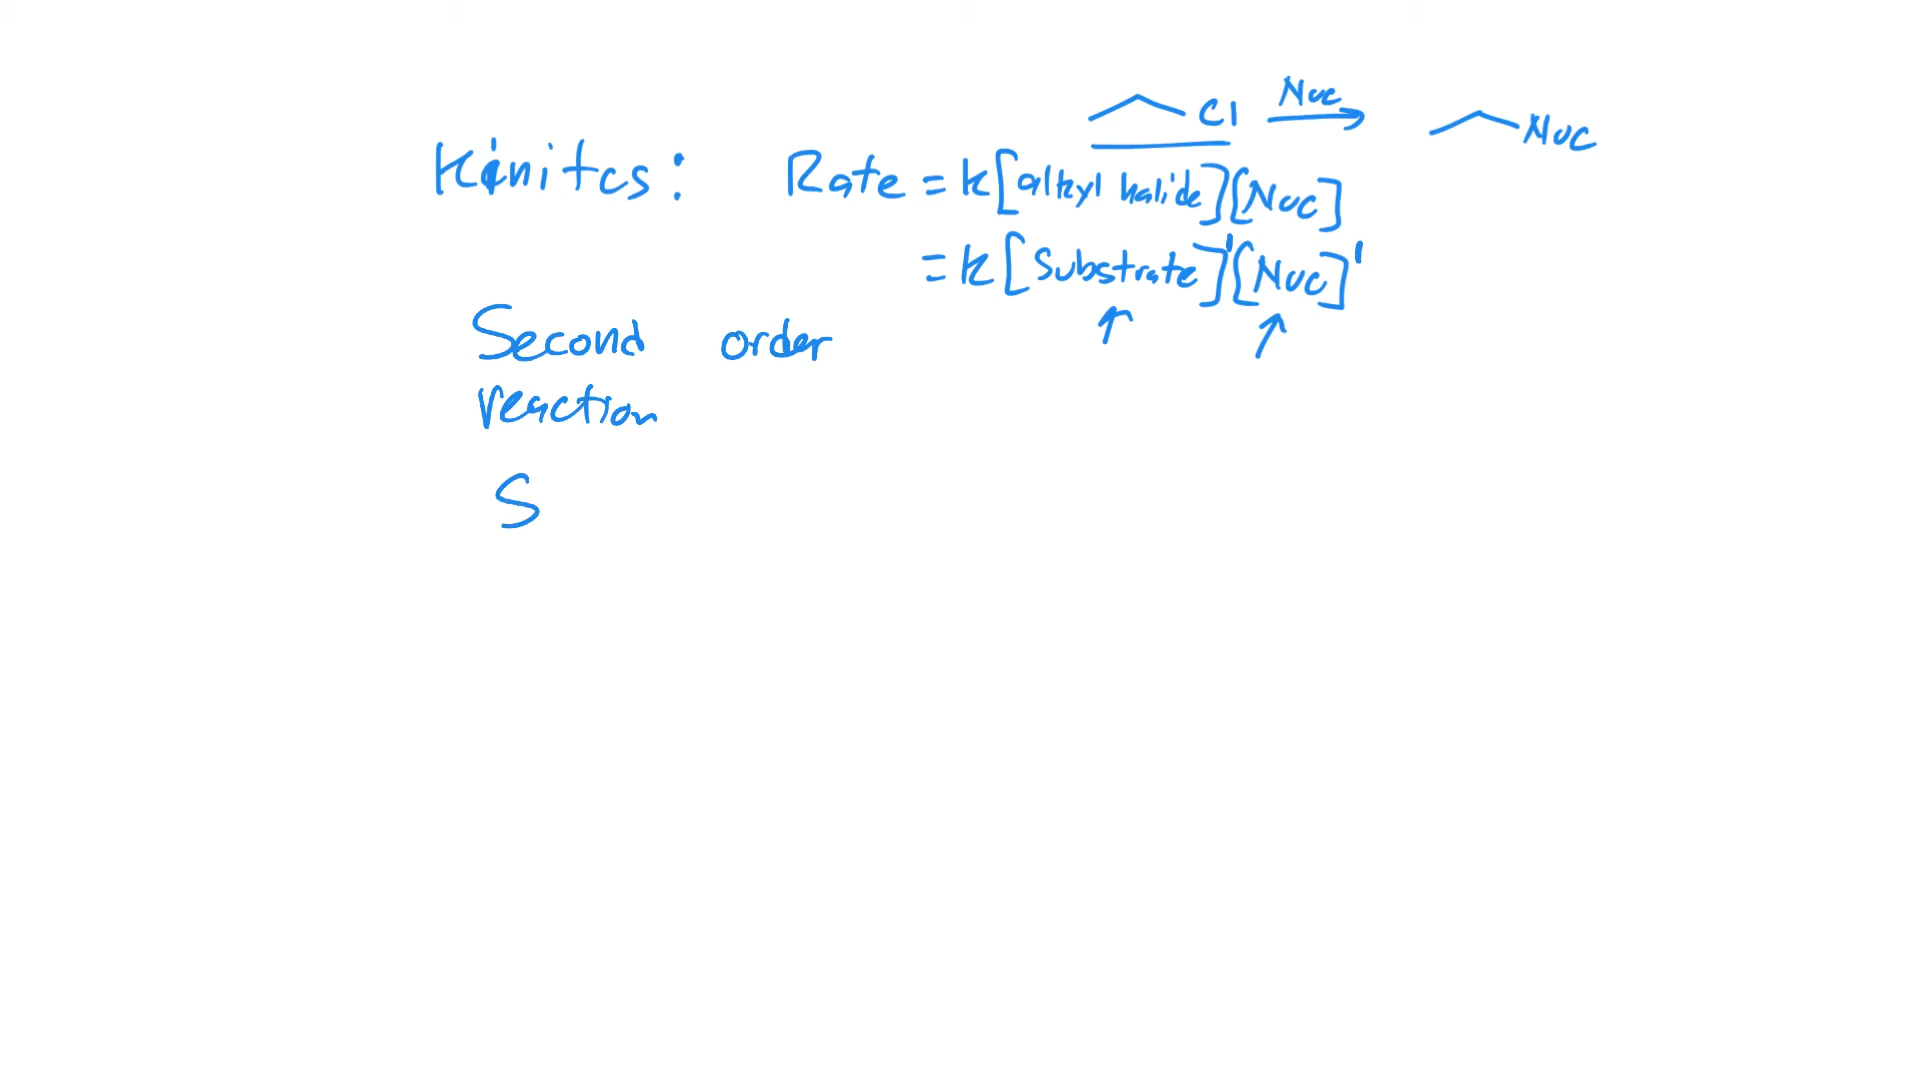 Cl Nuc Nuc
Kinitcs: Rate = k[alkyl halide][Nuc]
= k[Substrate]¹[Nuc]¹
Second order
reaction
S